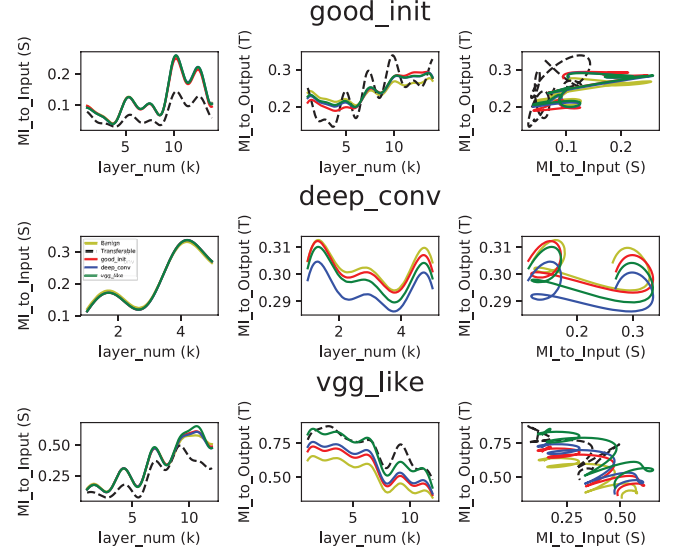 good_init
MI_to_Input (S)
0.2
0.1
5
10
layer_num (k)
MI_to_Output (T)
0.3
0.2
5
10
layer_num (k)
MI_to_Output (T)
0.3
0.2
0.1
0.2
MI_to_Input (S)
deep_conv
MI_to_Input (S)
0.3
0.2
0.1
Benign
Transferable
good_init
deep_conv
vgg_like
2
4
layer_num (k)
MI_to_Output (T)
0.31
0.30
0.29
2
4
layer_num (k)
MI_to_Output (T)
0.31
0.30
0.29
0.2
0.3
MI_to_Input (S)
vgg_like
MI_to_Input (S)
0.50
0.25
5
10
layer_num (k)
MI_to_Output (T)
0.75
0.50
5
10
layer_num (k)
MI_to_Output (T)
0.75
0.50
0.25
0.50
MI_to_Input (S)